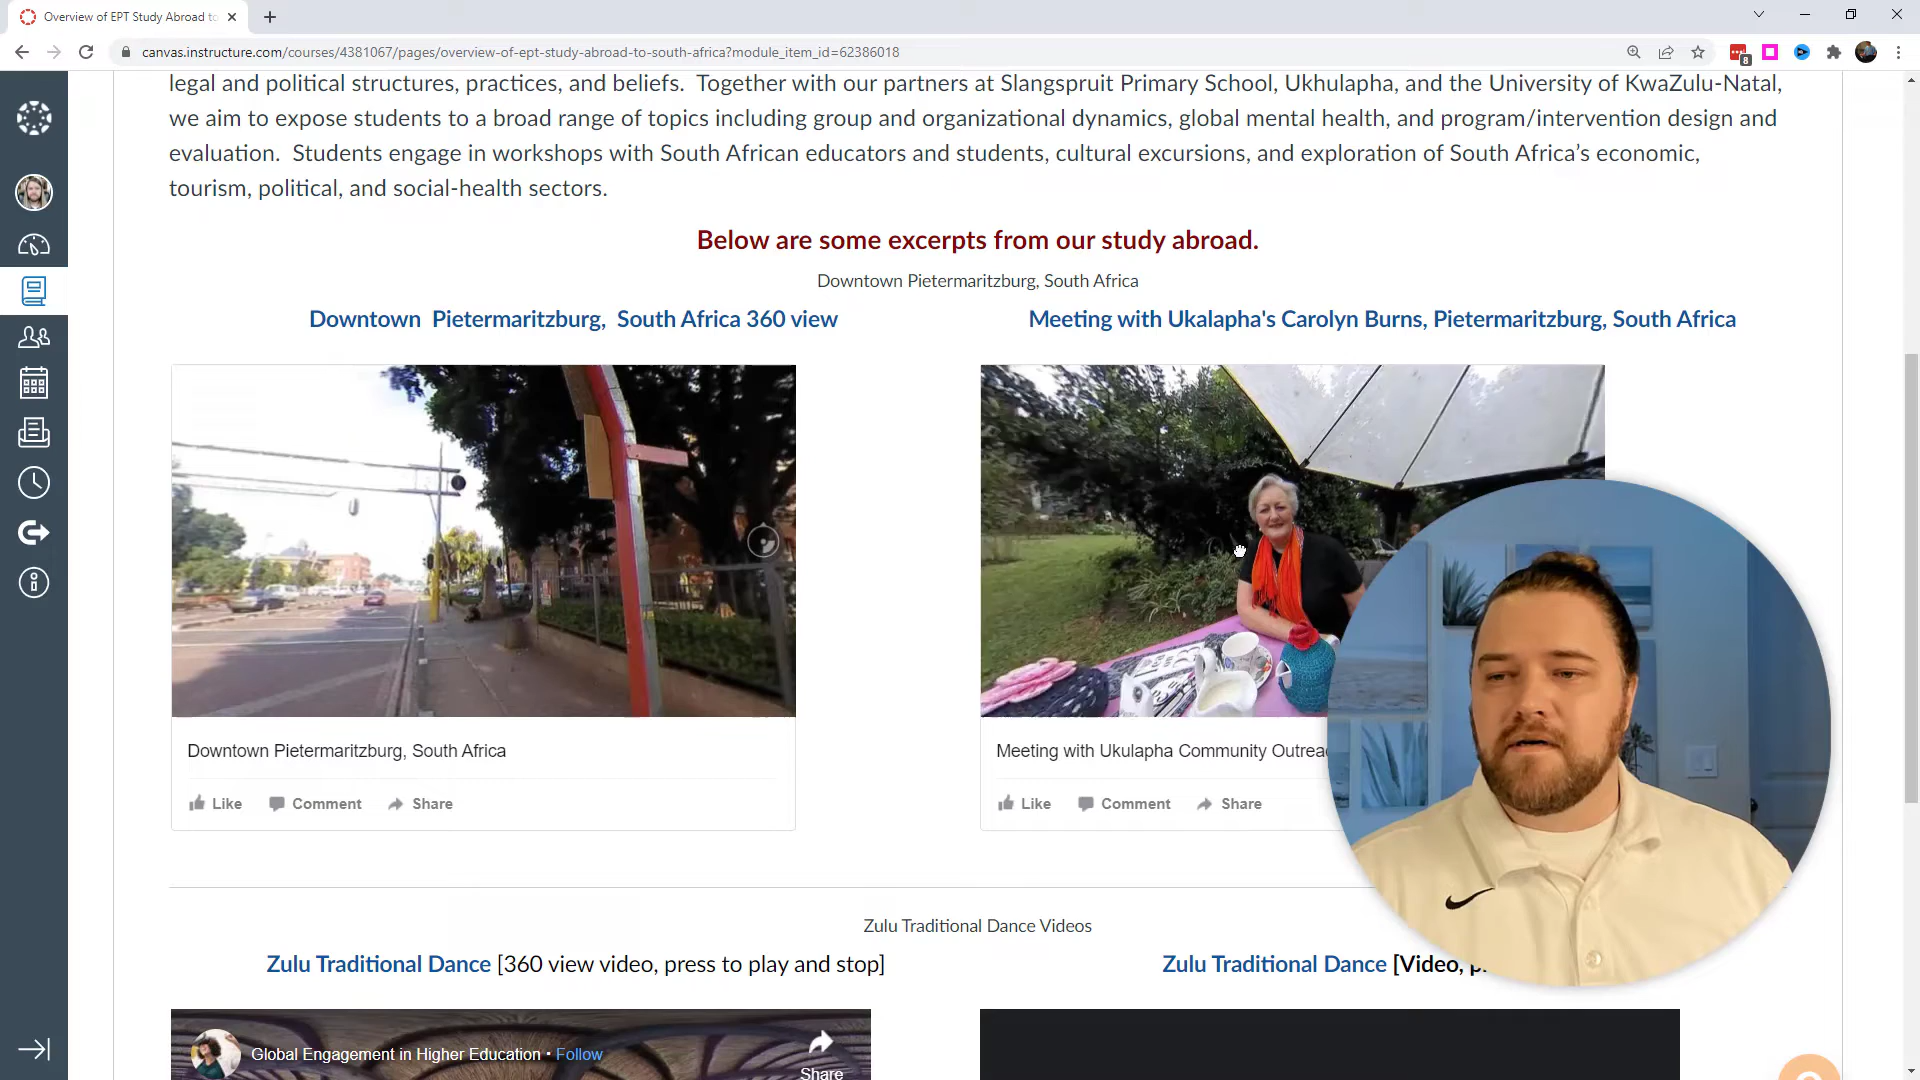 Overview of EPT Study Abroad to
canvas.instructure.com/courses/4381067/pages/overview-of-ept-study-abroad-to-south-africa?module_item_id=62386018
8
legal and political structures, practices, and beliefs. Together with our partners at Slangspruit Primary School, Ukhulapha, and the University of KwaZulu-Natal,
we aim to expose students to a broad range of topics including group and organizational dynamics, global mental health, and program/intervention design and
evaluation. Students engage in workshops with South African educators and students, cultural excursions, and exploration of South Africa's economic,
tourism, political, and social-health sectors.
Below are some excerpts from our study abroad.
Downtown Pietermaritzburg, South Africa
Downtown Pietermaritzburg, South Africa 360 view
Meeting with Ukalapha's Carolyn Burns, Pietermaritzburg, South Africa
Downtown Pietermaritzburg, South Africa
Like Comment Share
Meeting with Ukulapha Community
Like Comment Share
Zulu Traditional Dance Videos
Zulu Traditional Dance [360 view video, press to play and stop]
Zulu Traditional Dance [Video,
Global Engagement in Higher Education • Follow
Share